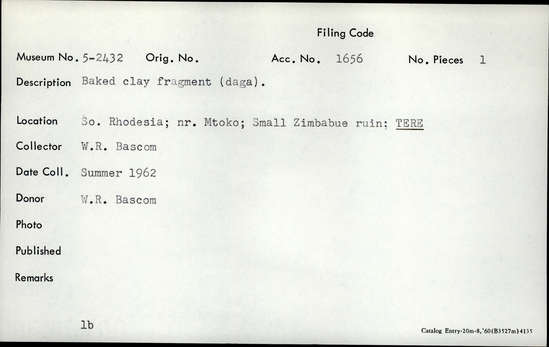 Filing Code
Museum No. 5-2432 Orig. No. Acc. No. 1656 No. Pieces 1
Description Baked clay fragment (daga).
Location So. Rhodesia; nr. Mtoko; Small Zimbabue ruin: TERE
Collector W.R. Bascom
Date Coll. Summer 1962
Donor W.R. Bascom
Photo
Published
Remarks
lb
Catalog Entry-20m-8,'60(B3527m)4135